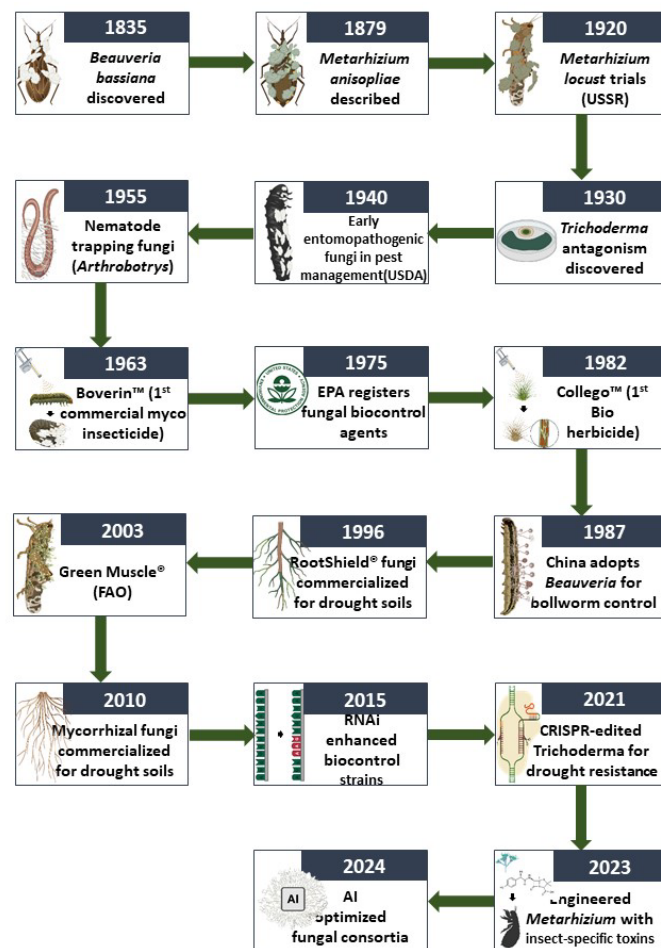 1835
Beauveria
bassiana
discovered
1879
Metarhizium
anisopliae
described
1920
Metarhizium
locust trials
(USSR)
1955
Nematode
trapping fungi
(Arthrobotrys)
1940
Early
entomopathogenic
fungi in pest
management(USDA)
1930
Trichoderma
antagonism
discovered
1963
Boverin™ (1st
commercial myco
insecticide)
1975
EPA registers
fungal biocontrol
agents
UNITED STATES
1982
Collego™ (1st
Bio
herbicide)
2003
Green Muscle®
(FAO)
1996
RootShield® fungi
commercialized
for drought soils
1987
China adopts
Beauveria for
bollworm control
2010
Mycorrhizal fungi
commercialized
for drought soils
2015
RNAi
enhanced
biocontrol
strains
2021
CRISPR-edited
Trichoderma for
drought resistance
2024
AI
AI
optimized
fungal consortia
2023
Engineered
Metarhizium with
insect-specific toxins